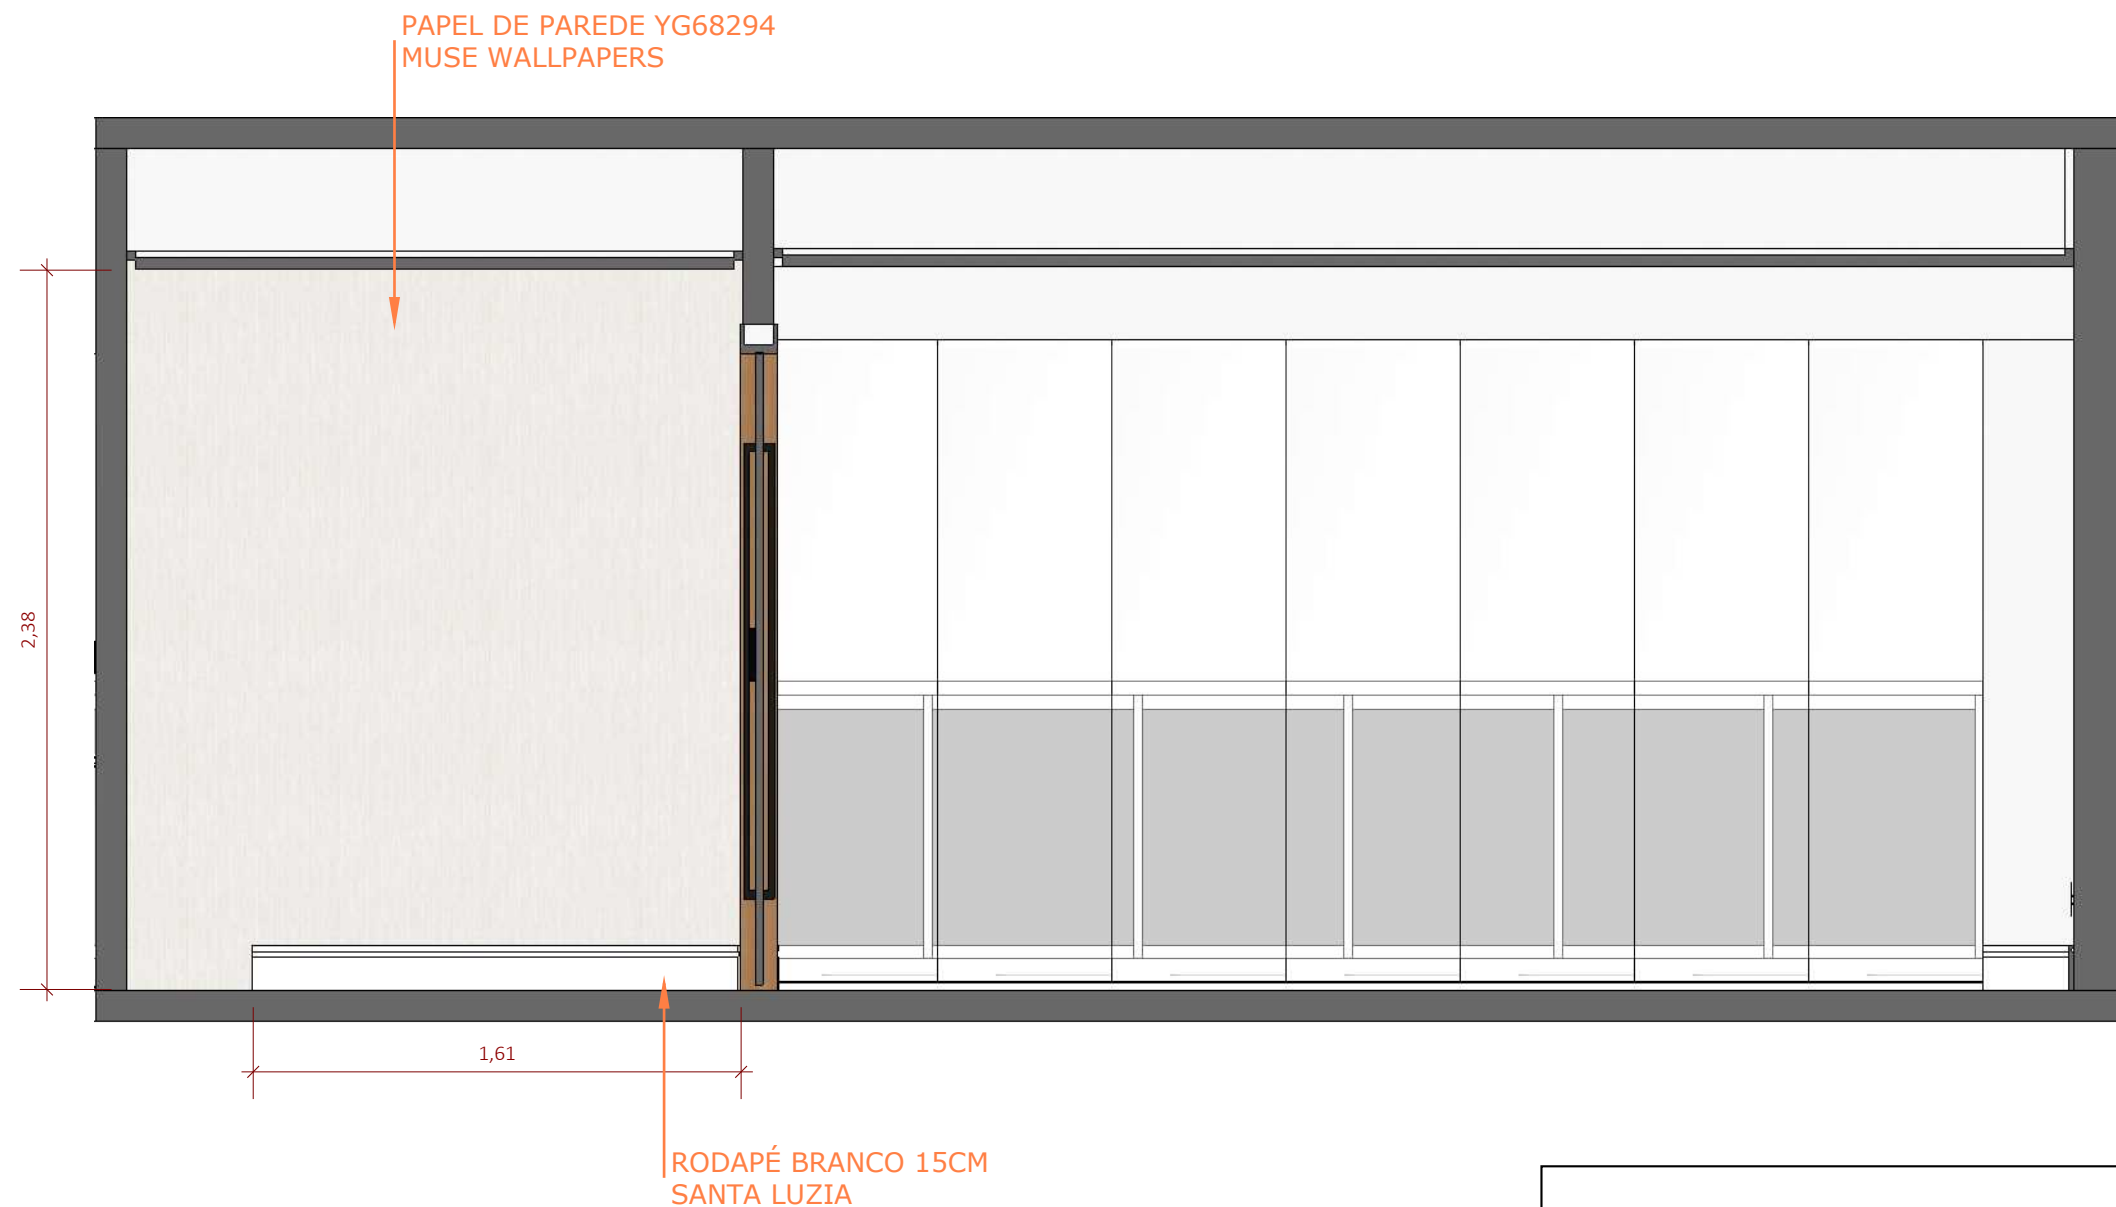 PAPEL DE PAREDE YG68294
MUSE WALLPAPERS
2,38
1,61
RODAPÉ BRANCO 15CM
SANTA LUZIA